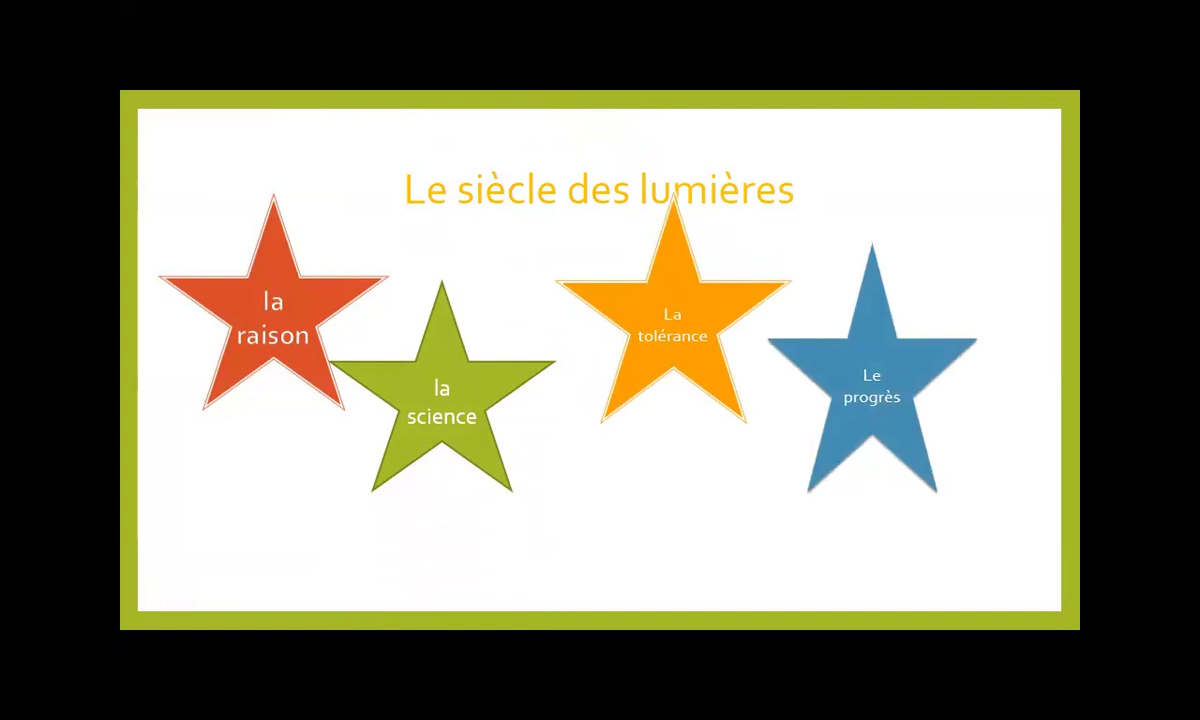 Le siècle des lumières
la
raison
la
science
La
tolérance
Le
progrès